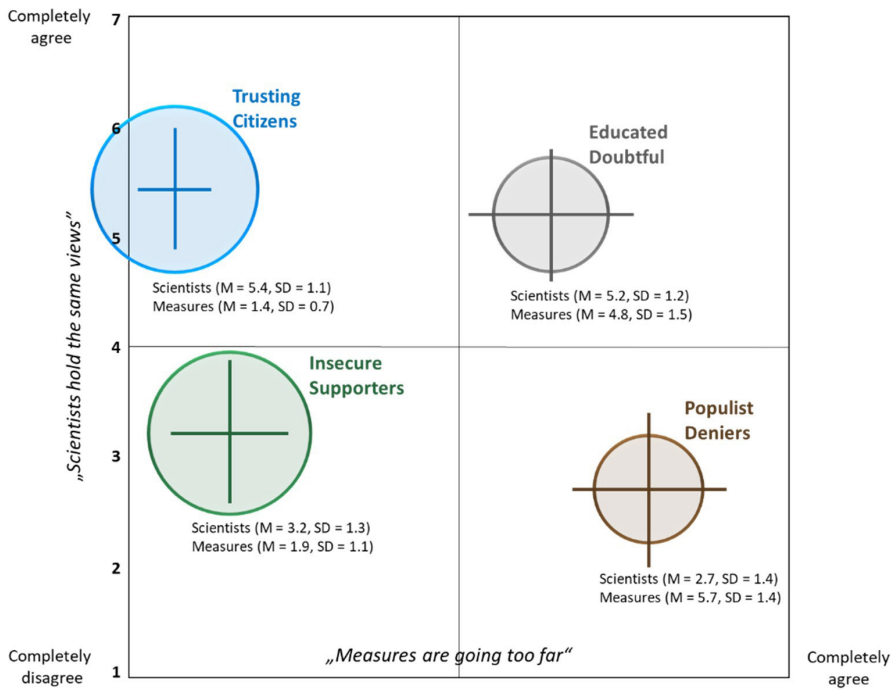 Completely
agree
7
6
5
4
3
2
1
„Scientists hold the same views”
Trusting
Citizens
Scientists (M = 5.4, SD = 1.1)
Measures (M = 1.4, SD = 0.7)
Educated
Doubtful
Scientists (M = 5.2, SD = 1.2)
Measures (M = 4.8, SD = 1.5)
Insecure
Supporters
Scientists (M = 3.2, SD = 1.3)
Measures (M = 1.9, SD = 1.1)
Populist
Deniers
Scientists (M = 2.7, SD = 1.4)
Measures (M = 5.7, SD = 1.4)
Completely
disagree
„Measures are going too far“
Completely
agree